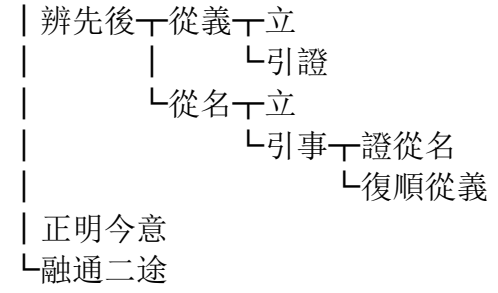 ｜辨先後┬從義┬立
｜　　　｜　　└引證
｜　　　└從名┬立
｜　　　　　　└引事┬證從名
｜　　　　　　　　　└復順從義
｜正明今意
└融通二途